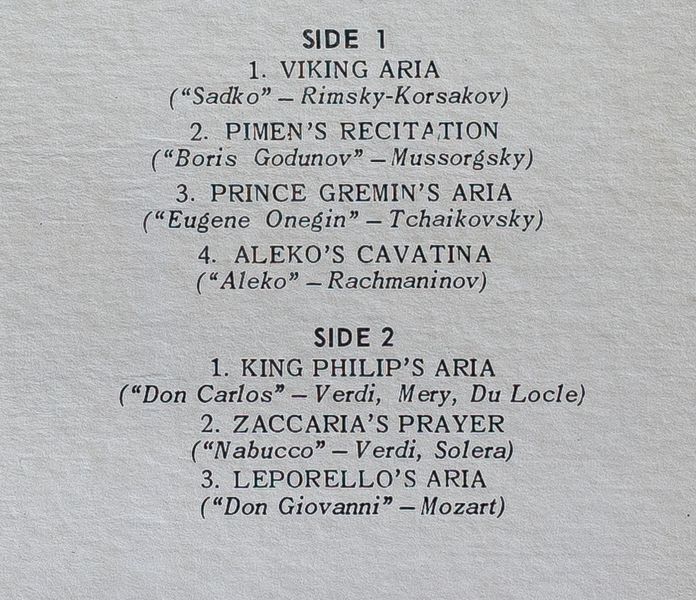 SIDE 1
1. VIKING ARIA
(“Sadko” – Rimsky-Korsakov)
2. PIMEN’S RECITATION
(“Boris Godunov” – Mussorgsky)
3. PRINCE GREMIN’S ARIA
(“Eugene Onegin” – Tchaikovsky)
4. ALEKO’S CAVATINA
(“Aleko” – Rachmaninov)
SIDE 2
1. KING PHILIP’S ARIA
(“Don Carlos” – Verdi, Mery, Du Locle)
2. ZACCARIA’S PRAYER
(“Nabucco” – Verdi, Solera)
3. LEPORELLO’S ARIA
(“Don Giovanni” – Mozart)